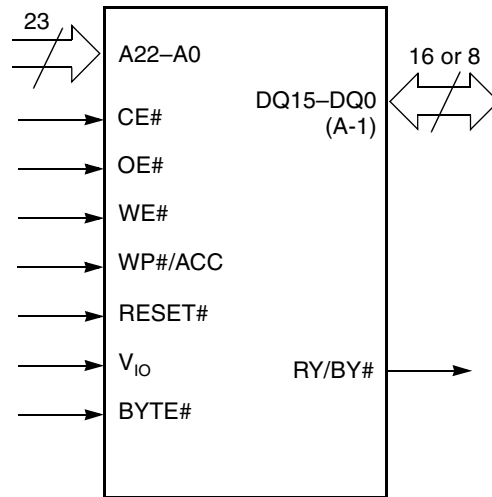 23
16 or 8
A22–A0
DQ15–DQ0
(A-1)
CE#
OE#
WE#
WP#/ACC
RESET#
VIO
RY/BY#
BYTE#